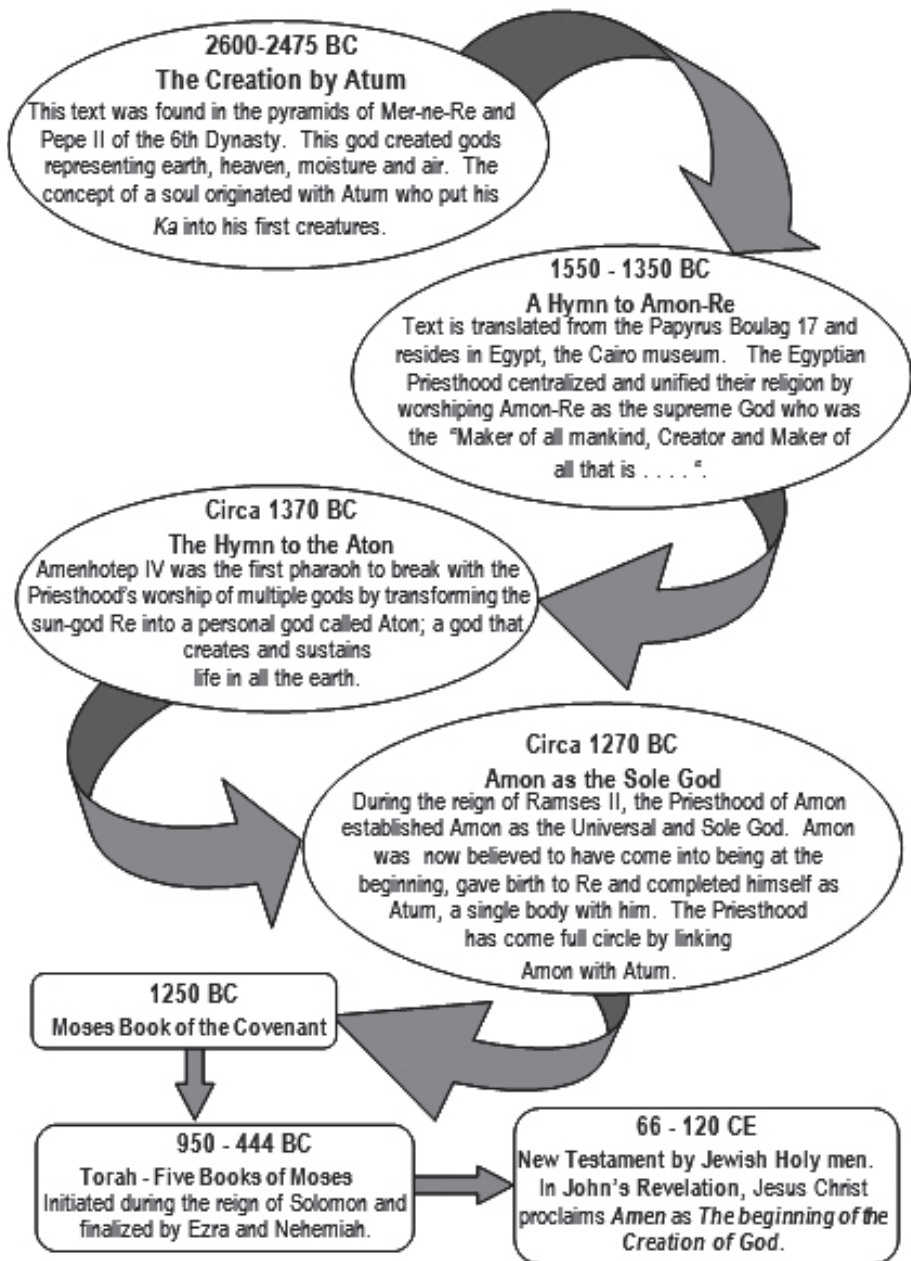 2600-2475 BC
The Creation by Atum
This text was found in the pyramids of Mer-ne-Re and
Pepe II of the 6th Dynasty. This god created gods
representing earth, heaven, moisture and air. The
concept of a soul originated with Atum who put his
Ka into his first creatures.
1550 - 1350 BC
A Hymn to Amon-Re
Text is translated from the Papyrus Boulag 17 and
resides in Egypt, the Cairo museum. The Egyptian
Priesthood centralized and unified their religion by
worshiping Amon-Re as the supreme God who was
the "Maker of all mankind, Creator and Maker of
all that is . . . . ".
Circa 1370 BC
The Hymn to the Aton
Amenhotep IV was the first pharaoh to break with the
Priesthood's worship of multiple gods by transforming the
sun-god Re into a personal god called Aton; a god that
creates and sustains
life in all the earth.
Circa 1270 BC
Amon as the Sole God
During the reign of Ramses II, the Priesthood of Amon
established Amon as the Universal and Sole God. Amon
was now believed to have come into being at the
beginning, gave birth to Re and completed himself as
Atum, a single body with him. The Priesthood
has come full circle by linking
Amon with Atum.
1250 BC
Moses Book of the Covenant
950 - 444 BC
Torah - Five Books of Moses
Initiated during the reign of Solomon and
finalized by Ezra and Nehemiah.
66 - 120 CE
New Testament by Jewish Holy men.
In John's Revelation, Jesus Christ
proclaims Amen as The beginning of the
Creation of God.